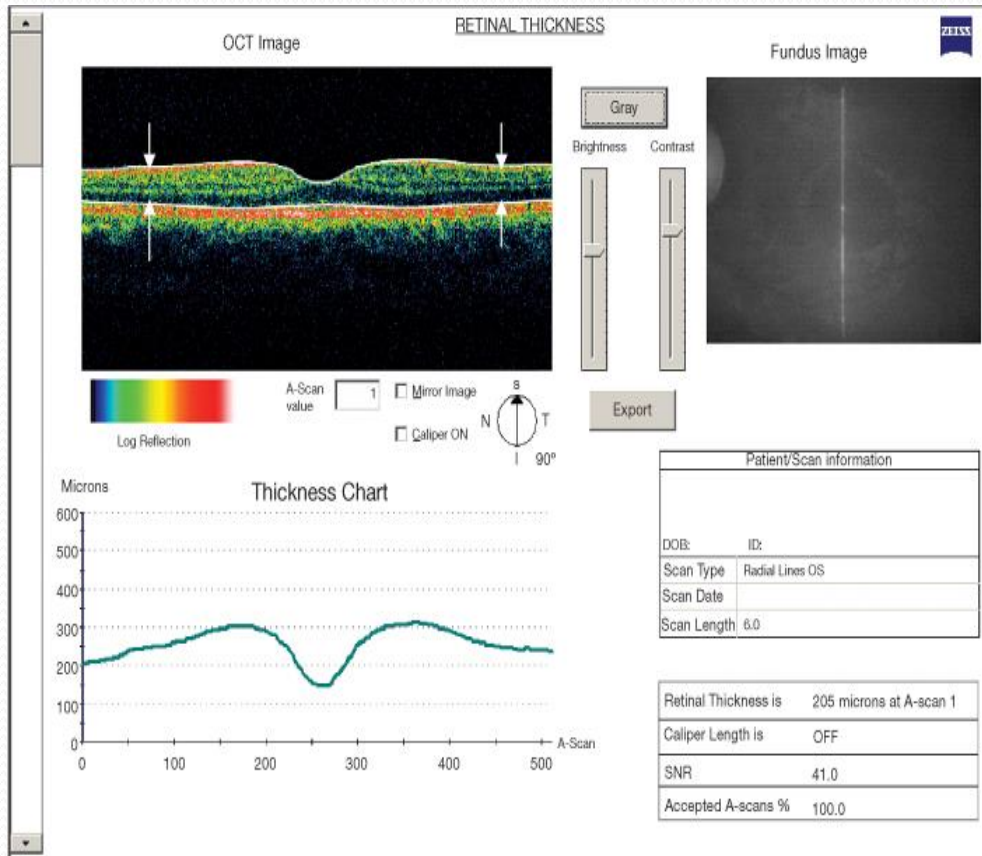 RETINAL THICKNESS
ZEISS
OCT Image
Fundus Image
Gray
Brightness
Contrast
A-Scan value
1
Mirror Image
Caliper ON
S
N
T
I
90°
Log Reflection
Export
Microns
Thickness Chart
600
500
400
300
200
100
0
0
100
200
300
400
500
A-Scan
Patient/Scan information
DOB: ID:
Scan Type Radial Lines OS
Scan Date
Scan Length 6.0
Retinal Thickness is 205 microns at A-scan 1
Caliper Length is OFF
SNR 41.0
Accepted A-scans % 100.0